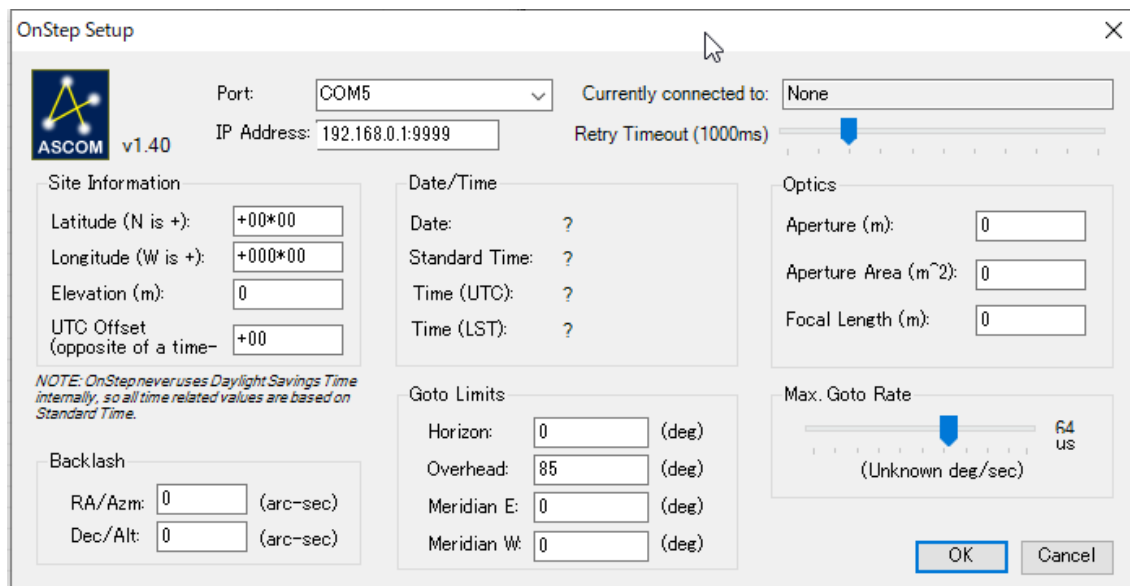 OnStep Setup
ASCOM
v1.40
Port: COM5
IP Address: 192.168.0.1:9999
Currently connected to: None
Retry Timeout (1000ms)
Site Information
Latitude (N is +): +00*00
Longitude (W is +): +000*00
Elevation (m): 0
UTC Offset
(opposite of a time- +00
NOTE: OnStep never uses Daylight Savings Time
internally, so all time related values are based on
Standard Time.
Backlash
RA/Azm: 0 (arc-sec)
Dec/Alt: 0 (arc-sec)
Date/Time
Date: ?
Standard Time: ?
Time (UTC): ?
Time (LST): ?
Goto Limits
Horizon: 0 (deg)
Overhead: 85 (deg)
Meridian E: 0 (deg)
Meridian W: 0 (deg)
Optics
Aperture (m): 0
Aperture Area (m^2): 0
Focal Length (m): 0
Max. Goto Rate
64
us
(Unknown deg/sec)
OK
Cancel